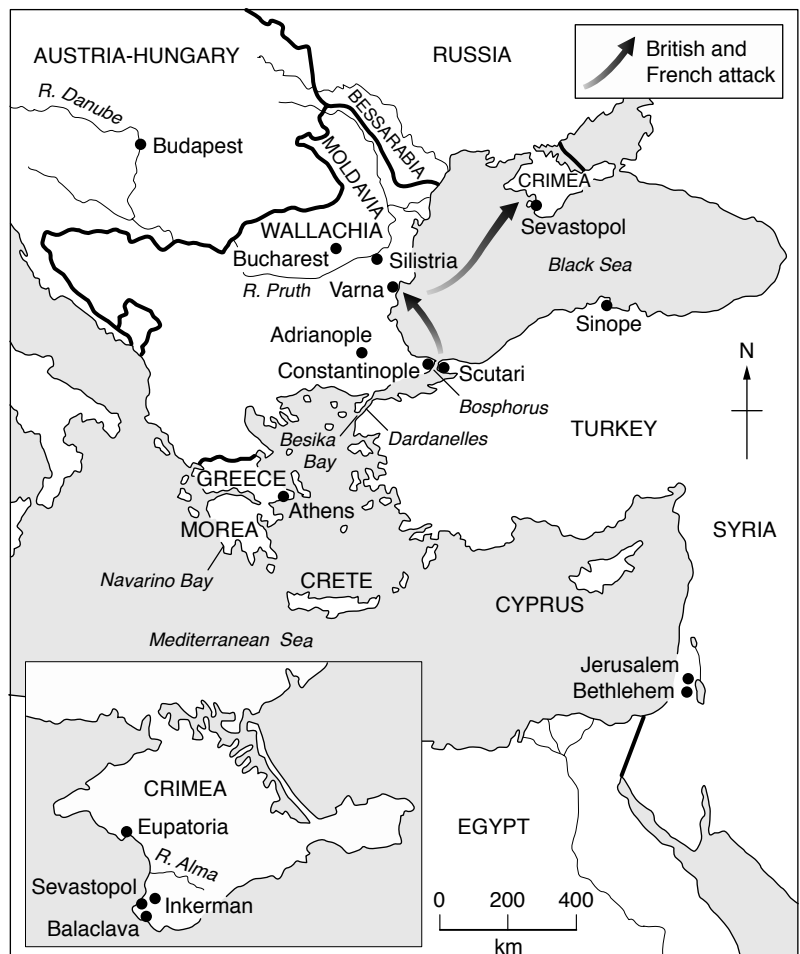 AUSTRIA-HUNGARY
RUSSIA
British and
French attack
R. Danube
BESSARABIA
Budapest
MOLDAVIA
CRIMEA
WALLACHIA
Sevastopol
Bucharest
Silistria
Black Sea
R. Pruth
Varna
Sinope
Adrianople
Constantinople
Scutari
N
Bosphorus
Besika
Bay
Dardanelles
TURKEY
GREECE
Athens
MOREA
SYRIA
Navarino Bay
CRETE
CYPRUS
Mediterranean Sea
Jerusalem
Bethlehem
CRIMEA
Eupatoria
EGYPT
R. Alma
Sevastopol
Inkerman
Balaclava
0 200 400
km